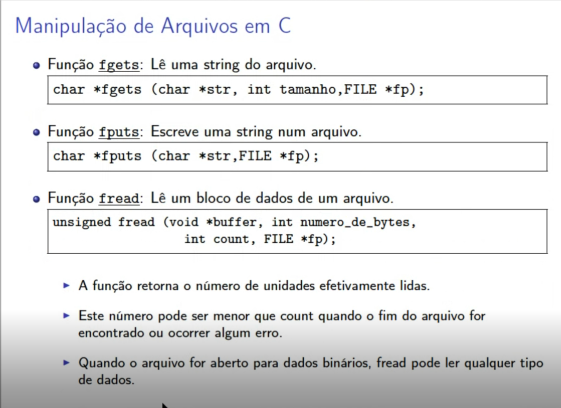 Manipulação de Arquivos em C
Função fgets: Lê uma string do arquivo.
char *fgets (char *str, int tamanho,FILE *fp);
Função fputs: Escreve uma string num arquivo.
char *fputs (char *str,FILE *fp);
Função fread: Lê um bloco de dados de um arquivo.
unsigned fread (void *buffer, int numero_de_bytes,
int count, FILE *fp);
A função retorna o número de unidades efetivamente lidas.
Este número pode ser menor que count quando o fim do arquivo for
encontrado ou ocorrer algum erro.
Quando o arquivo for aberto para dados binários, fread pode ler qualquer tipo
de dados.